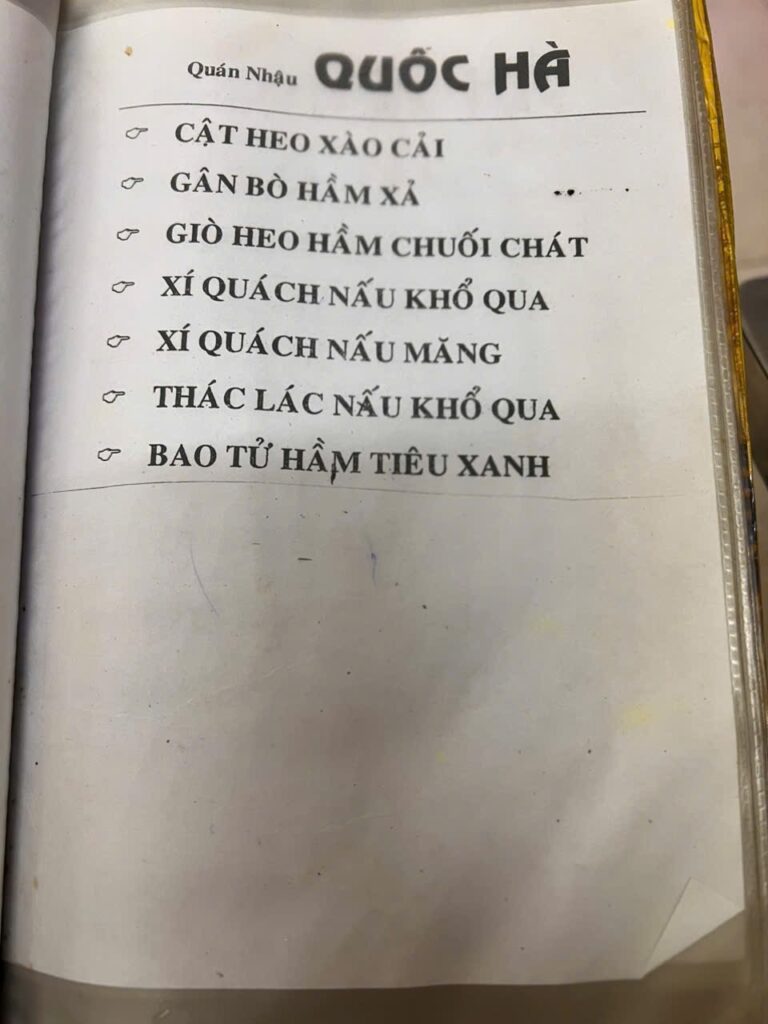 Quán Nhậu QUỐC HÀ
☞ CẬT HEO XÀO CẢI
☞ GÂN BÒ HẦM XẢ
☞ GIÒ HEO HẦM CHUỐI CHÁT
☞ XÍ QUÁCH NẤU KHỔ QUA
☞ XÍ QUÁCH NẤU MĂNG
☞ THÁC LÁC NẤU KHỔ QUA
☞ BAO TỬ HẦM TIÊU XANH